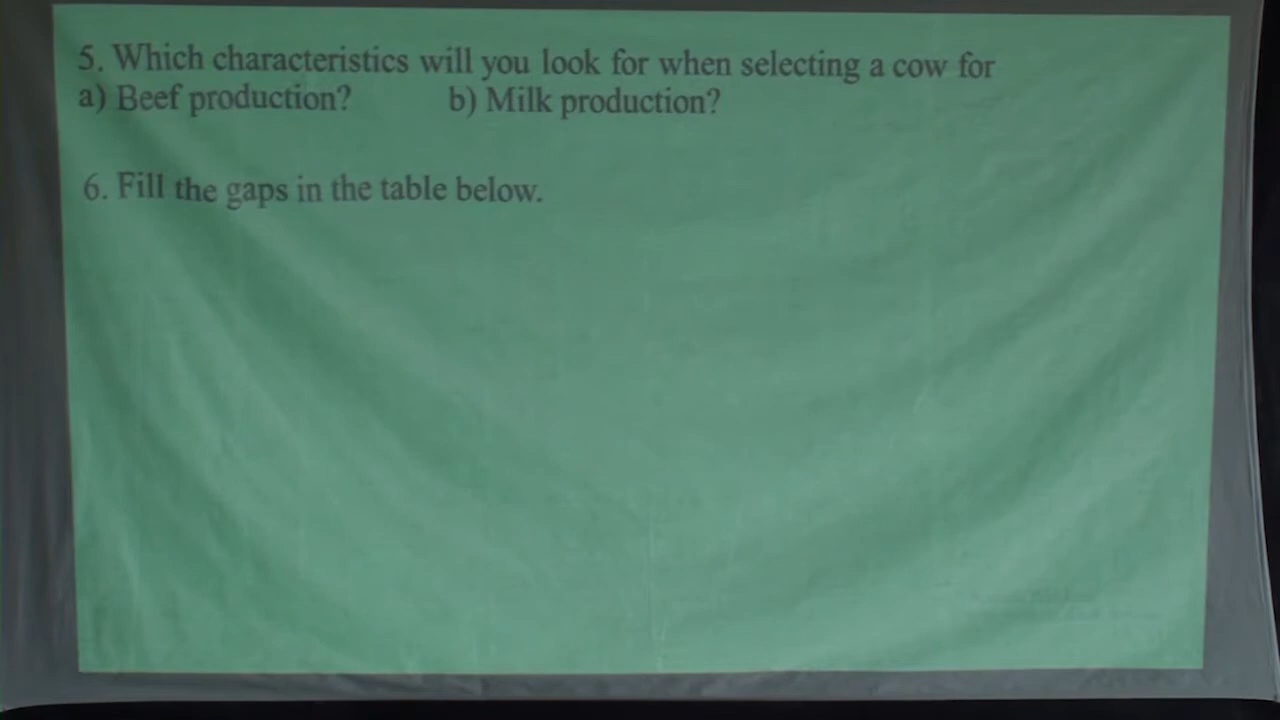 5. Which characteristics will you look for when selecting a cow for
a) Beef production? b) Milk production?
6. Fill the gaps in the table below.